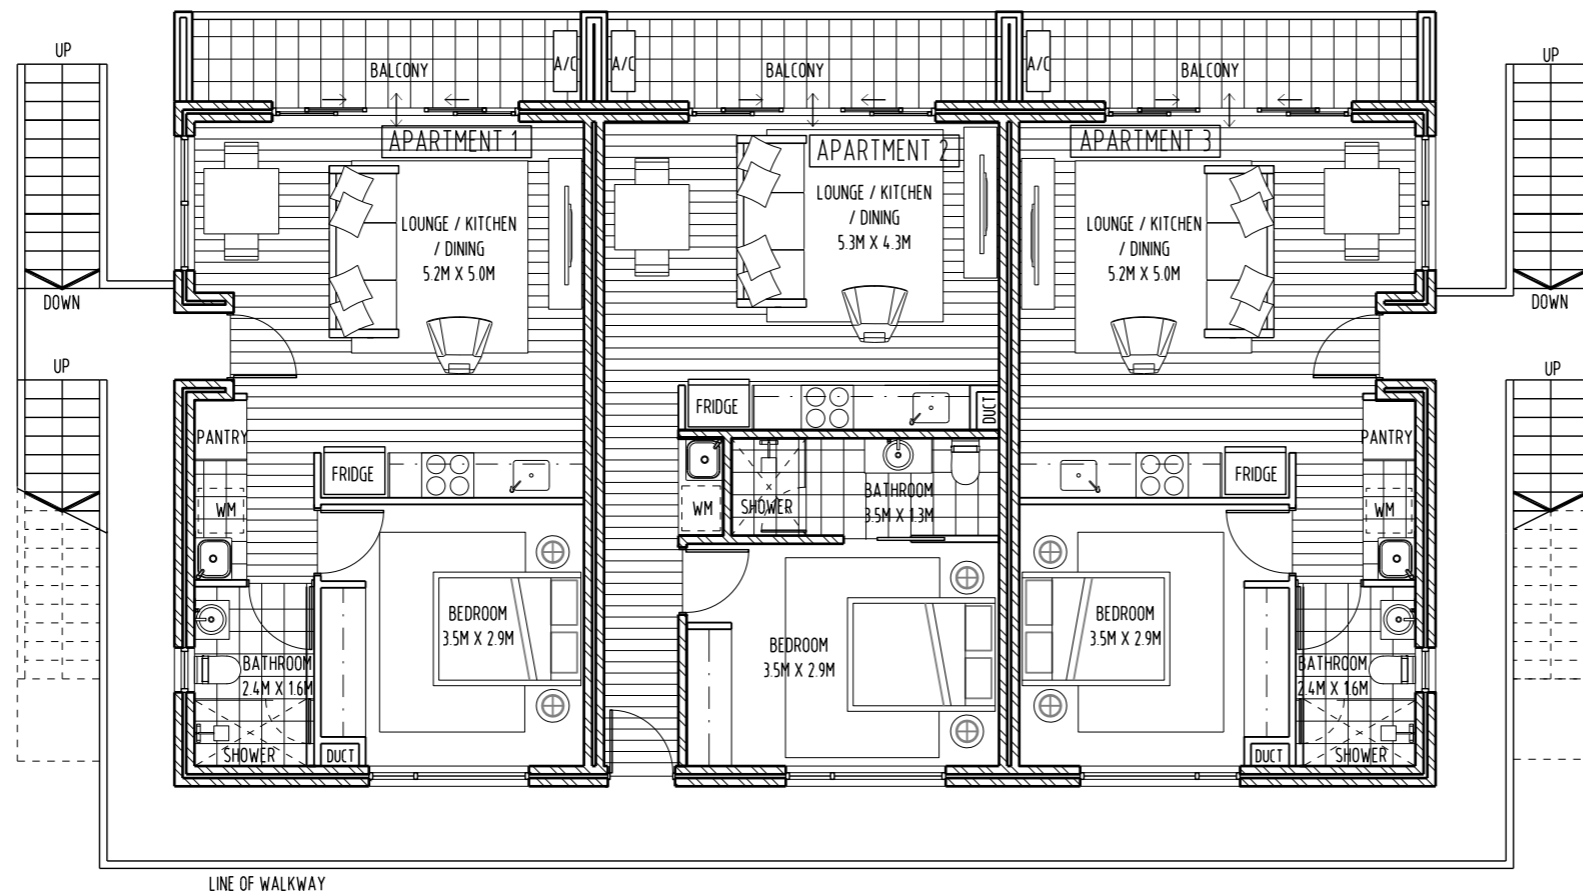 UP
UP
BALCONY
A/C
A/C
BALCONY
A/C
BALCONY
APARTMENT 1
APARTMENT 2
APARTMENT 3
LOUNGE / KITCHEN
/ DINING
5.2M X 5.0M
LOUNGE / KITCHEN
/ DINING
5.3M X 4.3M
LOUNGE / KITCHEN
/ DINING
5.2M X 5.0M
DOWN
DOWN
UP
UP
PANTRY
FRIDGE
FRIDGE
DUCT
FRIDGE
PANTRY
WM
WM
SHOWER
BATHROOM
3.5M X 1.3M
WM
BEDROOM
3.5M X 2.9M
BEDROOM
3.5M X 2.9M
BEDROOM
3.5M X 2.9M
BATHROOM
2.4M X 1.6M
BATHROOM
2.4M X 1.6M
SHOWER
DUCT
DUCT
SHOWER
LINE OF WALKWAY